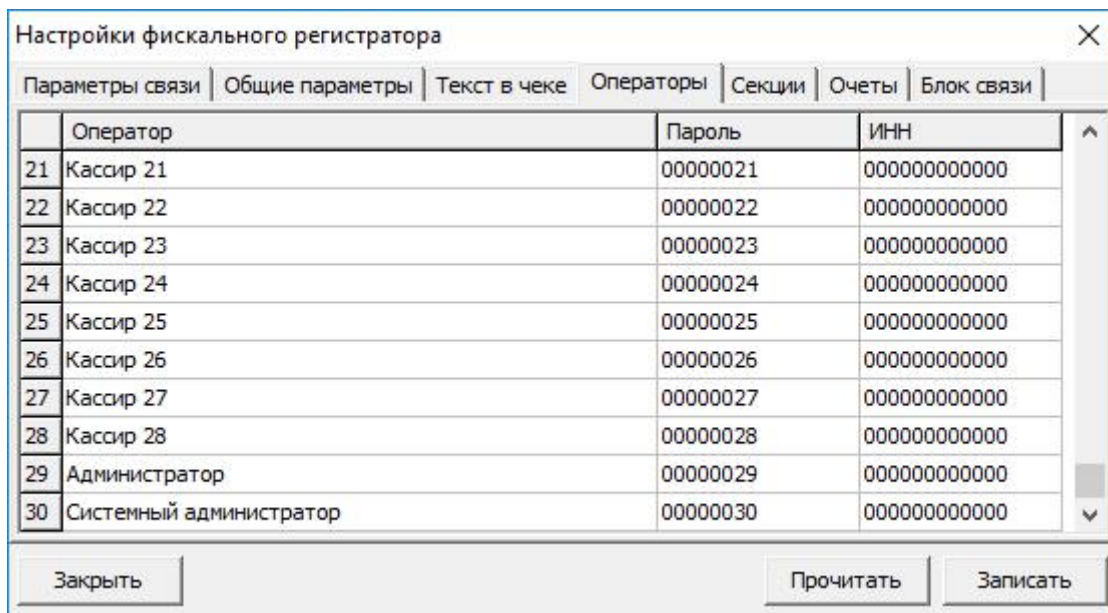 Настройки фискального регистратора
Параметры связи Общие параметры Текст в чеке Операторы Секции Очеты Блок связи
Оператор Пароль ИНН
21 Кассир 21 00000021 000000000000
22 Кассир 22 00000022 000000000000
23 Кассир 23 00000023 000000000000
24 Кассир 24 00000024 000000000000
25 Кассир 25 00000025 000000000000
26 Кассир 26 00000026 000000000000
27 Кассир 27 00000027 000000000000
28 Кассир 28 00000028 000000000000
29 Администратор 00000029 000000000000
30 Системный администратор 00000030 000000000000
Закрыть Прочитать Записать